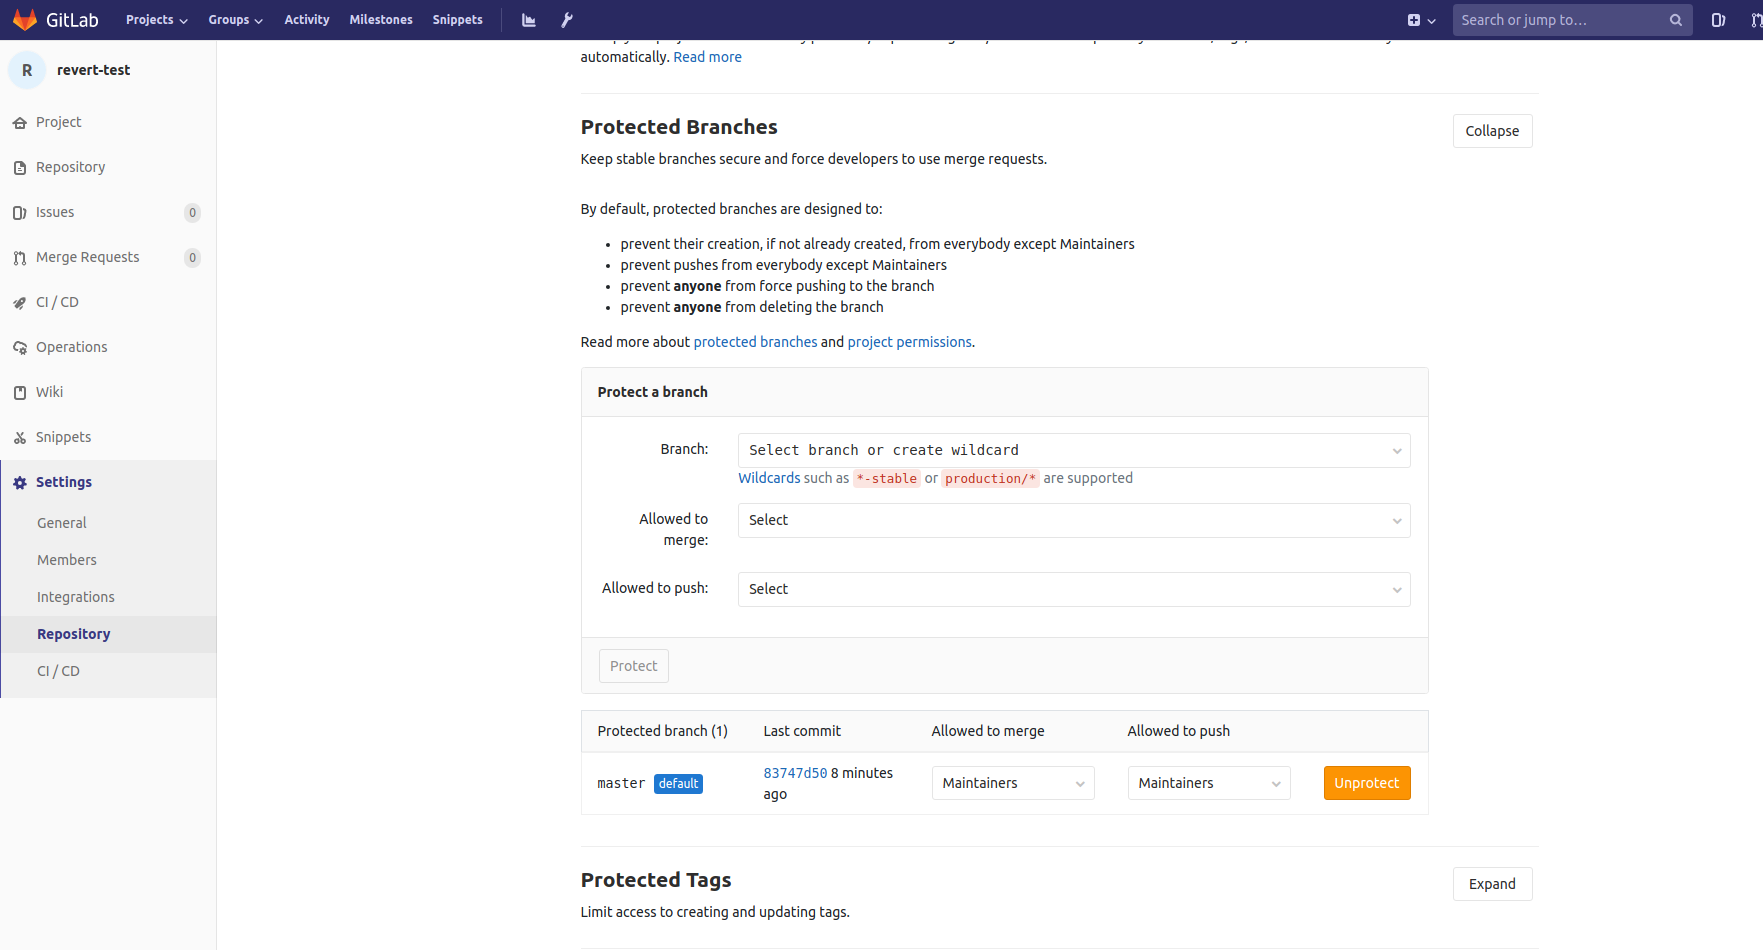 GitLab Projects Groups Activity Milestones Snippets Search or jump to...
R revert-test
Project
Repository
Issues 0
Merge Requests 0
CI / CD
Operations
Wiki
Snippets
Settings
General
Members
Integrations
Repository
CI / CD
automatically. Read more
Protected Branches
Collapse
Keep stable branches secure and force developers to use merge requests.
By default, protected branches are designed to:
• prevent their creation, if not already created, from everybody except Maintainers
• prevent pushes from everybody except Maintainers
• prevent anyone from force pushing to the branch
• prevent anyone from deleting the branch
Read more about protected branches and project permissions.
Protect a branch
Branch: Select branch or create wildcard
Wildcards such as *-stable or production/* are supported
Allowed to
merge:
Select
Allowed to push: Select
Protect
Protected branch (1) Last commit Allowed to merge Allowed to push
master default 83747d50 8 minutes
ago
Maintainers Maintainers Unprotect
Protected Tags
Expand
Limit access to creating and updating tags.